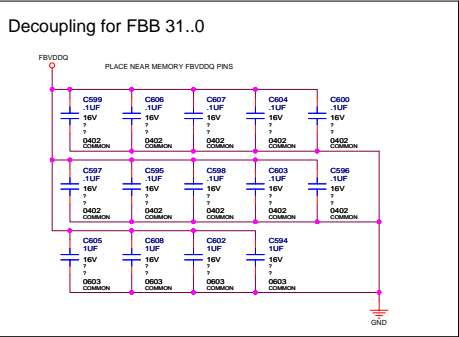 Decoupling for FBB 31..0
FBVDDQ
PLACE NEAR MEMORY FBVDDQ PINS
C599 C606 C607 C604 C600
.1UF .1UF .1UF .1UF .1UF
16V 16V 16V 16V 16V
? ? ? ? ?
? ? ? ? ?
0402 0402 0402 0402 0402
COMMON COMMON COMMON COMMON COMMON
C597 C595 C598 C603 C596
.1UF .1UF .1UF .1UF .1UF
16V 16V 16V 16V 16V
? ? ? ? ?
? ? ? ? ?
0402 0402 0402 0402 0402
COMMON COMMON COMMON COMMON COMMON
C605 C608 C602 C594
1UF 1UF 1UF 1UF
16V 16V 16V 16V
? ? ? ?
? ? ? ?
0603 0603 0603 0603
COMMON COMMON COMMON COMMON
GND